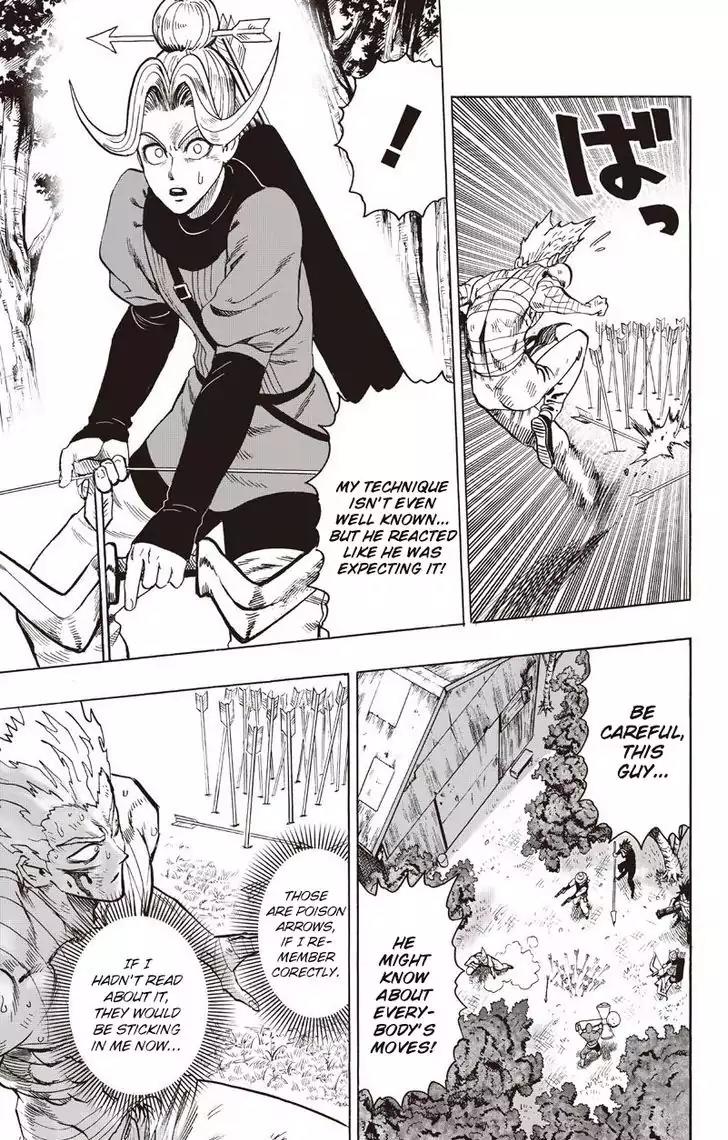 ばっ
!
MY TECHNIQUE
ISN'T EVEN
WELL KNOWN...
BUT HE REACTED
LIKE HE WAS
EXPECTING IT!
BE
CAREFUL,
THIS
GUY...
HE
MIGHT
KNOW
ABOUT
EVERY-
BODY'S
MOVES!
THOSE
ARE POISON
ARROWS,
IF I RE-
MEMBER
CORECTLY.
IF I
HADN'T READ
ABOUT IT,
THEY WOULD
BE STICKING
IN ME NOW...